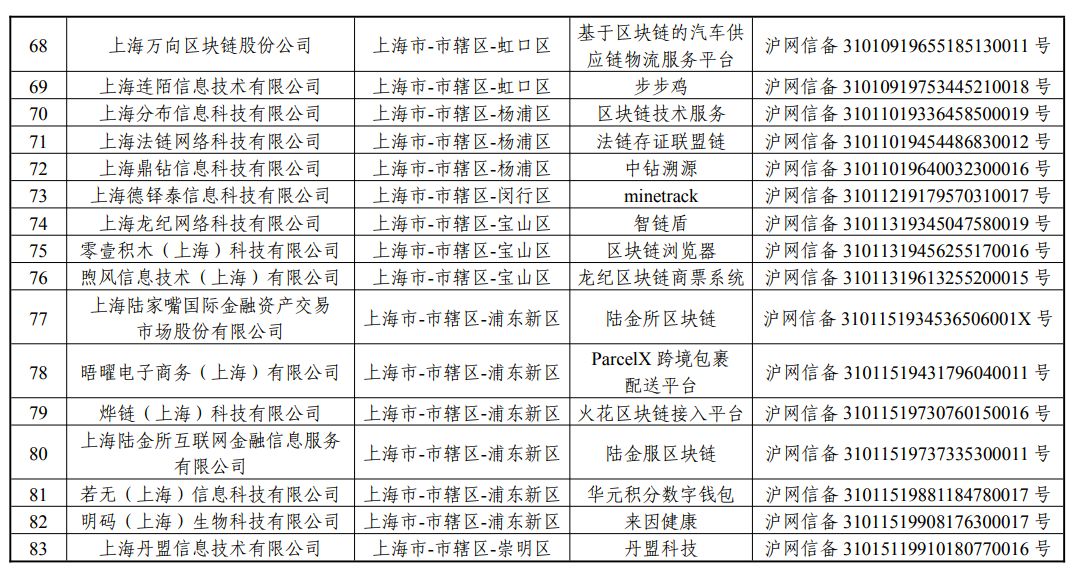 68 上海万向区块链股份公司 上海市-市辖区-虹口区 基于区块链的汽车供
应链物流服务平台 沪网信备 31010919655185130011 号
69 上海连陌信息技术有限公司 上海市-市辖区-虹口区 步步鸡 沪网信备 31010919753445210018 号
70 上海分布信息科技有限公司 上海市-市辖区-杨浦区 区块链技术服务 沪网信备 31011019336458500019 号
71 上海法链网络科技有限公司 上海市-市辖区-杨浦区 法链存证联盟链 沪网信备 31011019454486830012 号
72 上海鼎钻信息科技有限公司 上海市-市辖区-杨浦区 中钻溯源 沪网信备 31011019640032300016 号
73 上海德铎泰信息科技有限公司 上海市-市辖区-闵行区 minetrack 沪网信备 31011219179570310017 号
74 上海龙纪网络科技有限公司 上海市-市辖区-宝山区 智链盾 沪网信备 31011319345047580019 号
75 零壹积木（上海）科技有限公司 上海市-市辖区-宝山区 区块链浏览器 沪网信备 31011319456255170016 号
76 煦风信息技术（上海）有限公司 上海市-市辖区-宝山区 龙纪区块链商票系统 沪网信备 31011319613255200015 号
77 上海陆家嘴国际金融资产交易
市场股份有限公司 上海市-市辖区-浦东新区 陆金所区块链 沪网信备 3101151934536506001X 号
78 晤曜电子商务（上海）有限公司 上海市-市辖区-浦东新区 ParcelX 跨境包裹
配送平台 沪网信备 31011519431796040011 号
79 烨链（上海）科技有限公司 上海市-市辖区-浦东新区 火花区块链接入平台 沪网信备 31011519730760150016 号
80 上海陆金所互联网金融信息服务
有限公司 上海市-市辖区-浦东新区 陆金服区块链 沪网信备 31011519737335300011 号
81 若无（上海）信息科技有限公司 上海市-市辖区-浦东新区 华元积分数字钱包 沪网信备 31011519881184780017 号
82 明码（上海）生物科技有限公司 上海市-市辖区-浦东新区 来因健康 沪网信备 31011519908176300017 号
83 上海丹盟信息技术有限公司 上海市-市辖区-崇明区 丹盟科技 沪网信备 31015119910180770016 号